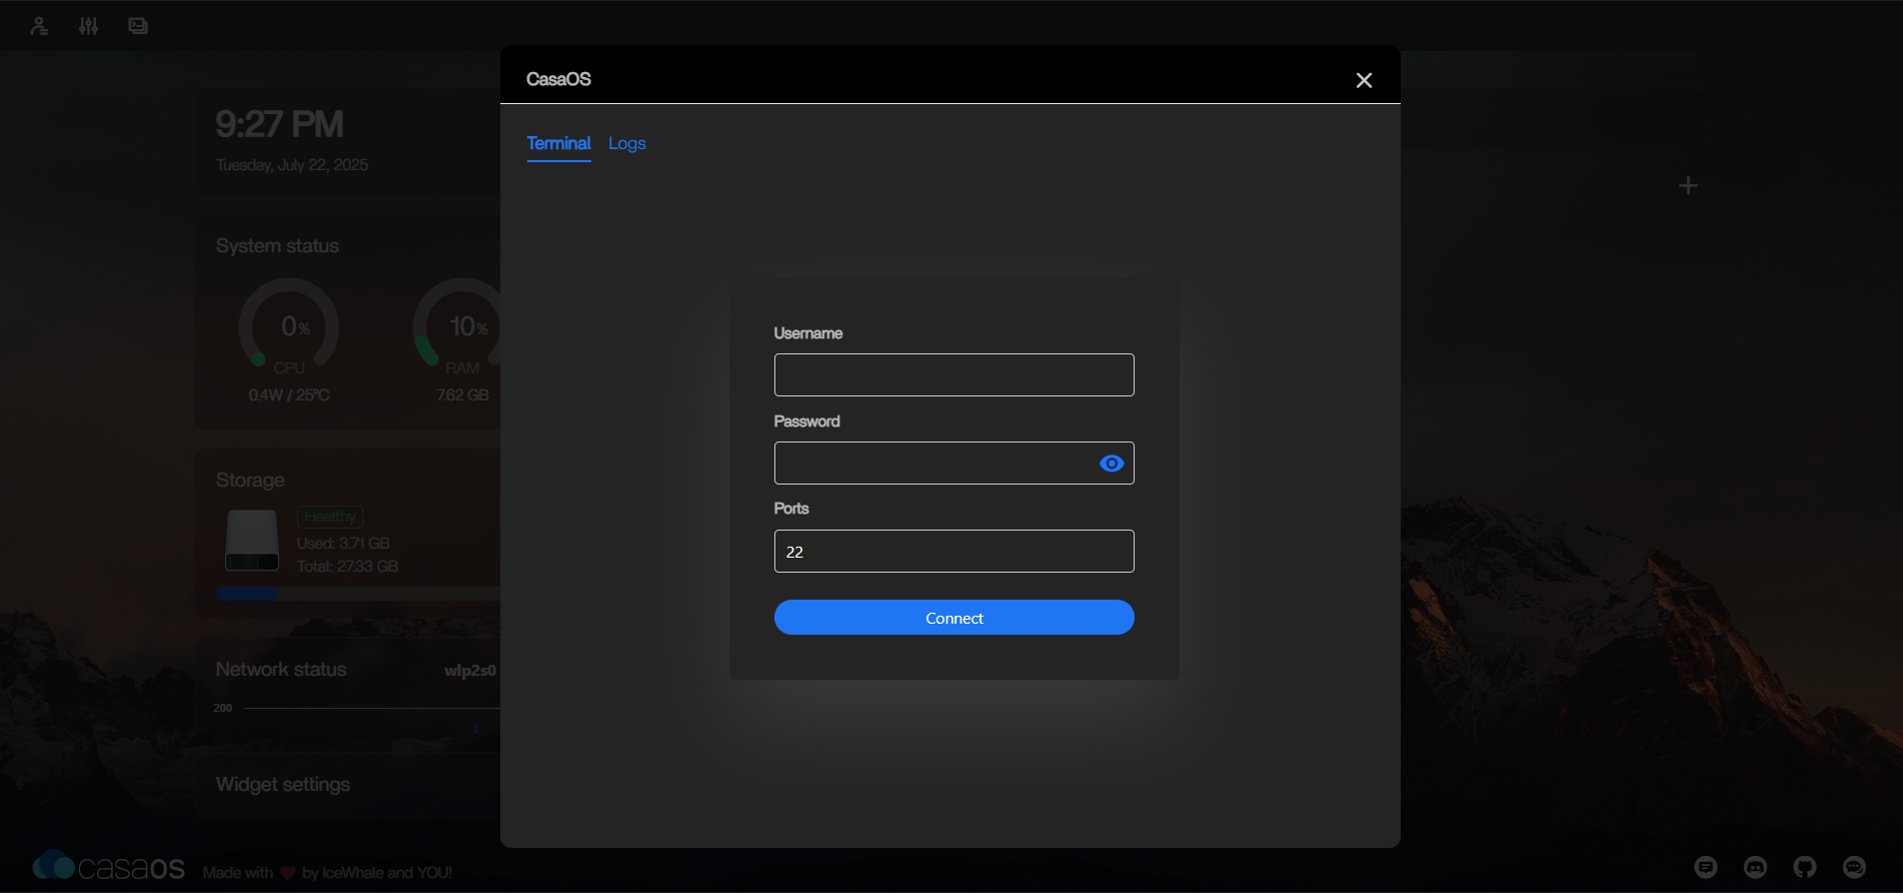 CasaOS
Terminal Logs
Username
Password
Ports
22
Connect
9:27 PM
Tuesday, July 22, 2025
System status
0%
CPU
0.4W / 25°C
10%
RAM
7.62 GB
Storage
Healthy
Used: 3.71 GB
Total: 27.33 GB
Network status wlp2s0
200
Widget settings
casaos Made with ❤️ by IceWhale and YOU!